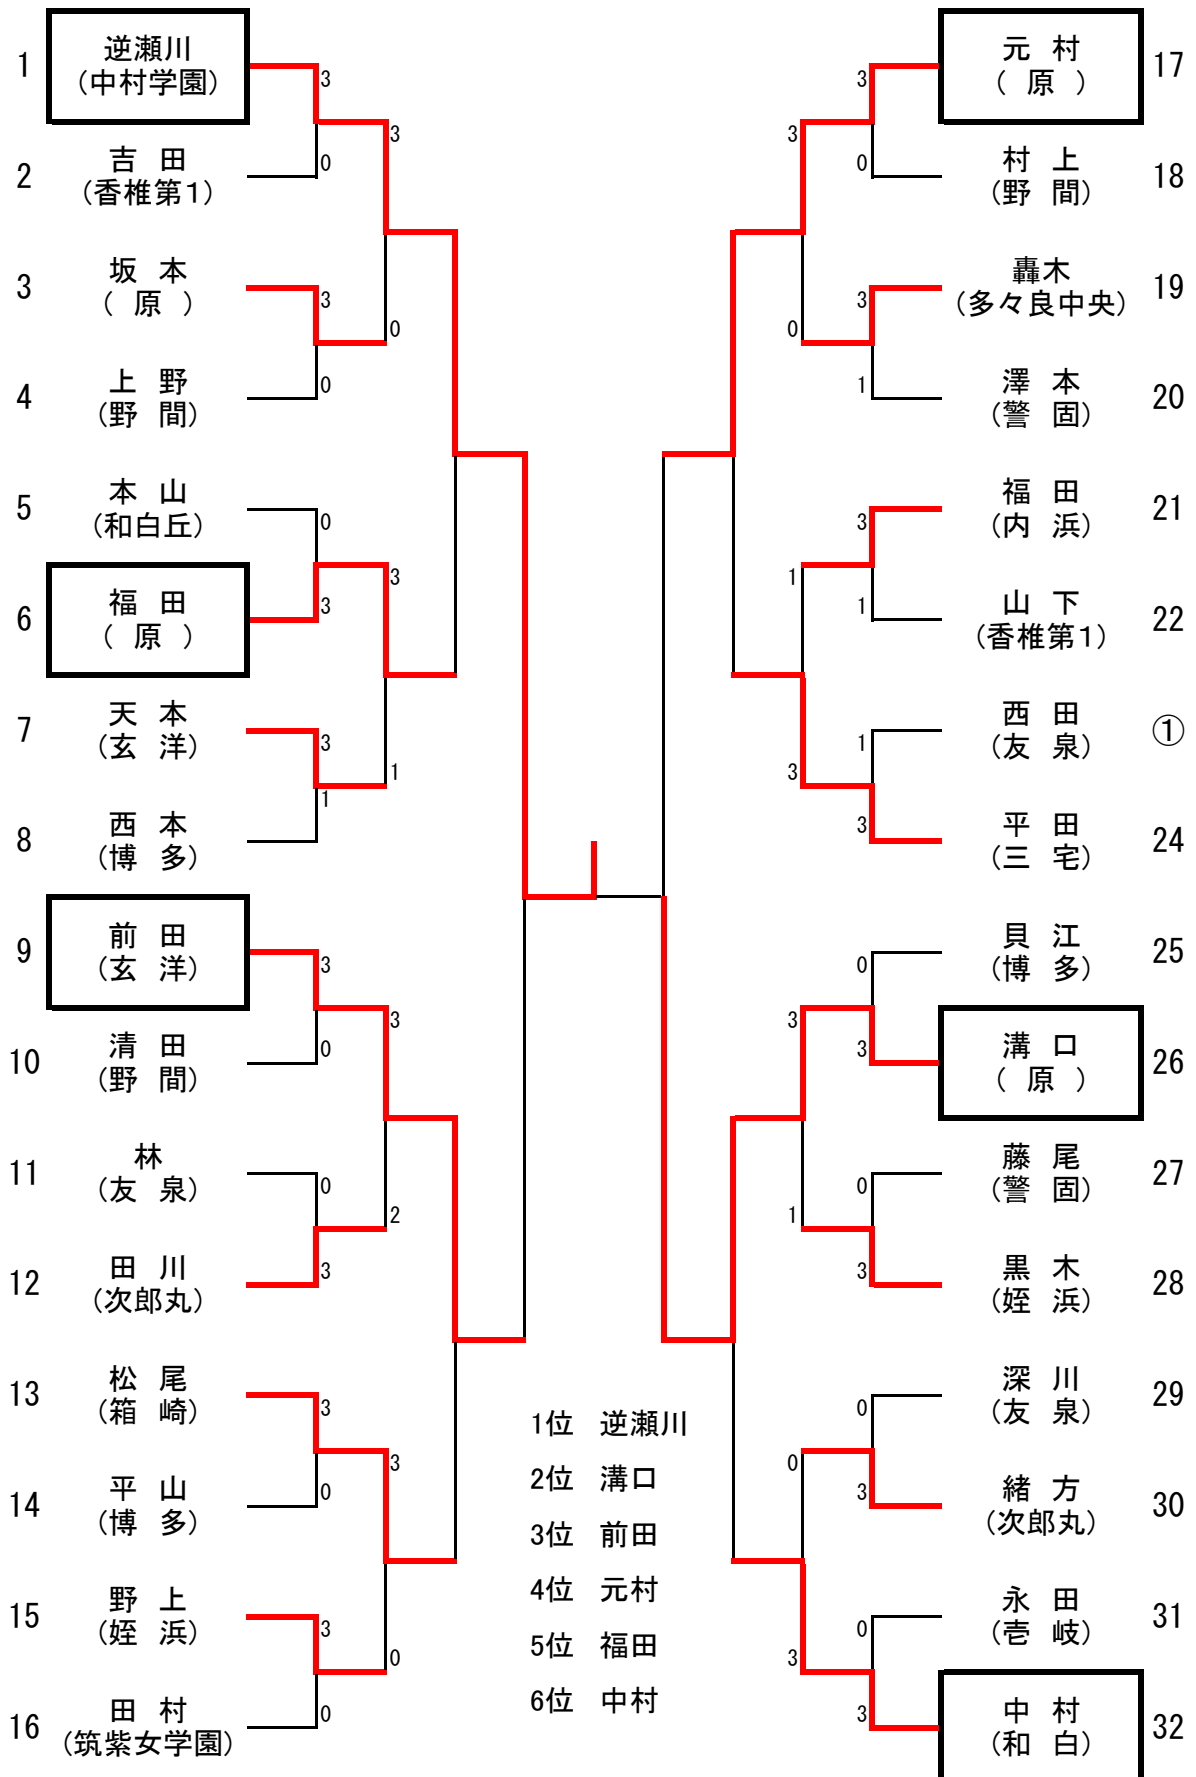 1 逆瀬川
(中村学園)
2 吉 田
(香椎第1)
3 坂 本
( 原 )
4 上 野
(野 間)
5 本 山
(和白丘)
6 福 田
( 原 )
7 天 本
(玄 洋)
8 西 本
(博 多)
9 前 田
(玄 洋)
10 清 田
(野 間)
11 林
(友 泉)
12 田 川
(次郎丸)
13 松 尾
(箱 崎)
14 平 山
(博 多)
15 野 上
(姪 浜)
16 田 村
(筑紫女学園)
3
0
3
0
0
3
3
1
3
0
0
3
3
0
3
0
3
0
3
1
3
2
3
0
1位 逆瀬川
2位 溝口
3位 前田
4位 元村
5位 福田
6位 中村
3
0
1
3
3
1
0
3
3
0
3
1
3
1
1
3
0
3
0
3
0
3
0
3
元 村 17
( 原 )
村 上 18
(野 間)
轟木 19
(多々良中央)
澤 本 20
(警 固)
福 田 21
(内 浜)
山 下 22
(香椎第1)
西 田 ①
(友 泉)
平 田 24
(三 宅)
貝 江 25
(博 多)
溝 口 26
( 原 )
藤 尾 27
(警 固)
黒 木 28
(姪 浜)
深 川 29
(友 泉)
緒 方 30
(次郎丸)
永 田 31
(壱 岐)
中 村 32
(和 白)